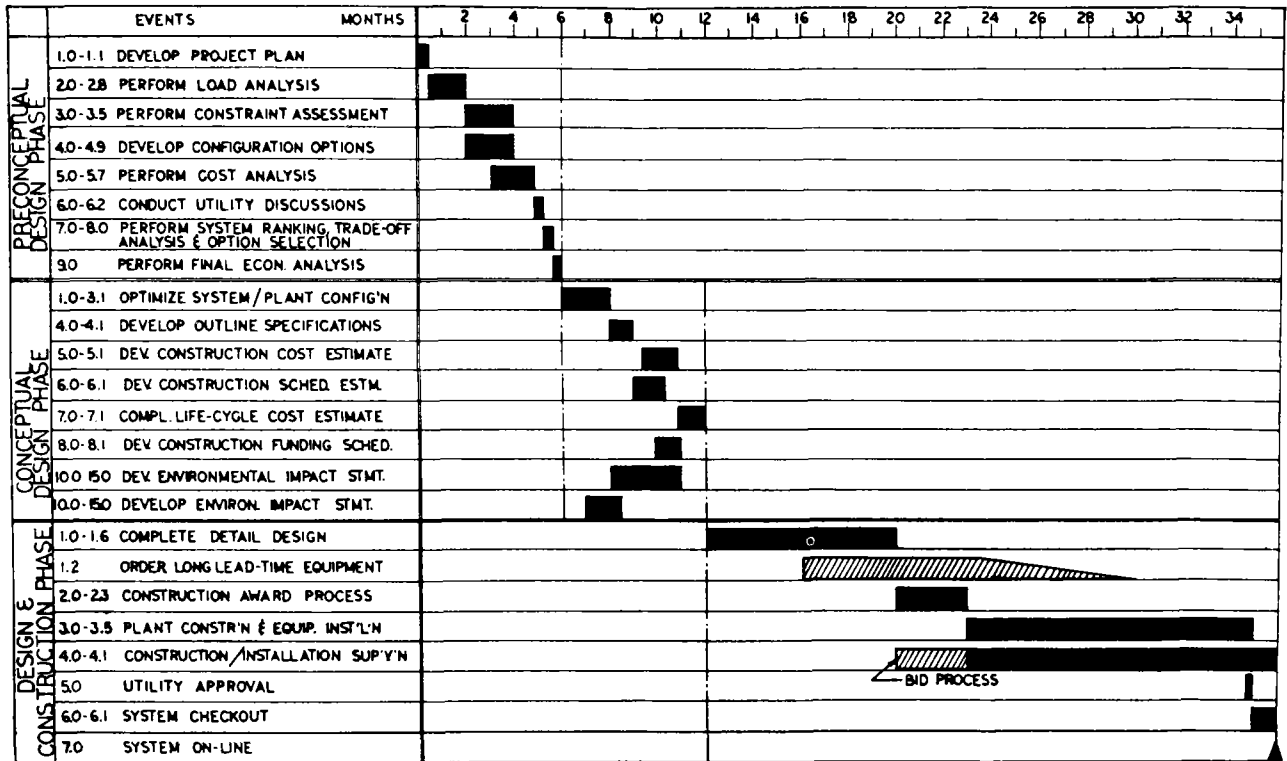 EVENTS MONTHS 2 4 6 8 10 12 14 16 18 20 22 24 26 28 30 32 34
PRECONCEPTUAL
DESIGN PHASE
1.0-1.1 DEVELOP PROJECT PLAN
2.0-2.8 PERFORM LOAD ANALYSIS
3.0-3.5 PERFORM CONSTRAINT ASSESSMENT
4.0-4.9 DEVELOP CONFIGURATION OPTIONS
5.0-5.7 PERFORM COST ANALYSIS
6.0-6.2 CONDUCT UTILITY DISCUSSIONS
7.0-8.0 PERFORM SYSTEM RANKING, TRADE-OFF
ANALYSIS & OPTION SELECTION
9.0 PERFORM FINAL ECON. ANALYSIS
CONCEPTUAL
DESIGN PHASE
1.0-3.1 OPTIMIZE SYSTEM/PLANT CONFIG'N
4.0-4.1 DEVELOP OUTLINE SPECIFICATIONS
5.0-5.1 DEV. CONSTRUCTION COST ESTIMATE
6.0-6.1 DEV. CONSTRUCTION SCHED. ESTM.
7.0-7.1 COMPL. LIFE-CYCLE COST ESTIMATE
8.0-8.1 DEV. CONSTRUCTION FUNDING SCHED.
10.0 15.0 DEV. ENVIRONMENTAL IMPACT STMT.
10.0-15.0 DEVELOP ENVIRON. IMPACT STMT.
DESIGN &
CONSTRUCTION PHASE
1.0-1.6 COMPLETE DETAIL DESIGN
1.2 ORDER LONG LEAD-TIME EQUIPMENT
2.0-2.3 CONSTRUCTION AWARD PROCESS
3.0-3.5 PLANT CONSTR'N & EQUIP. INST'L'N
4.0-4.1 CONSTRUCTION/INSTALLATION SUP'V'N
BID PROCESS
5.0 UTILITY APPROVAL
6.0-6.1 SYSTEM CHECKOUT
7.0 SYSTEM ON-LINE